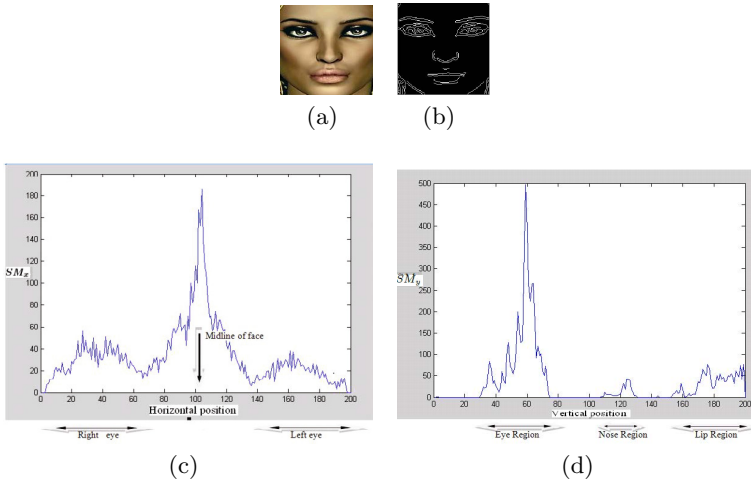 (a) (b)
200
180
160
140
120
100
80
60
40
20
0
SMx
0 20 40 60 80 100 120 140 160 180 200
Midline of face
Horizontal position
Right eye Left eye
(c)
500
450
400
350
300
250
200
150
100
50
0
SMy
0 20 40 60 80 100 120 140 160 180 200
Vertical position
Eye Region Nose Region Lip Region
(d)